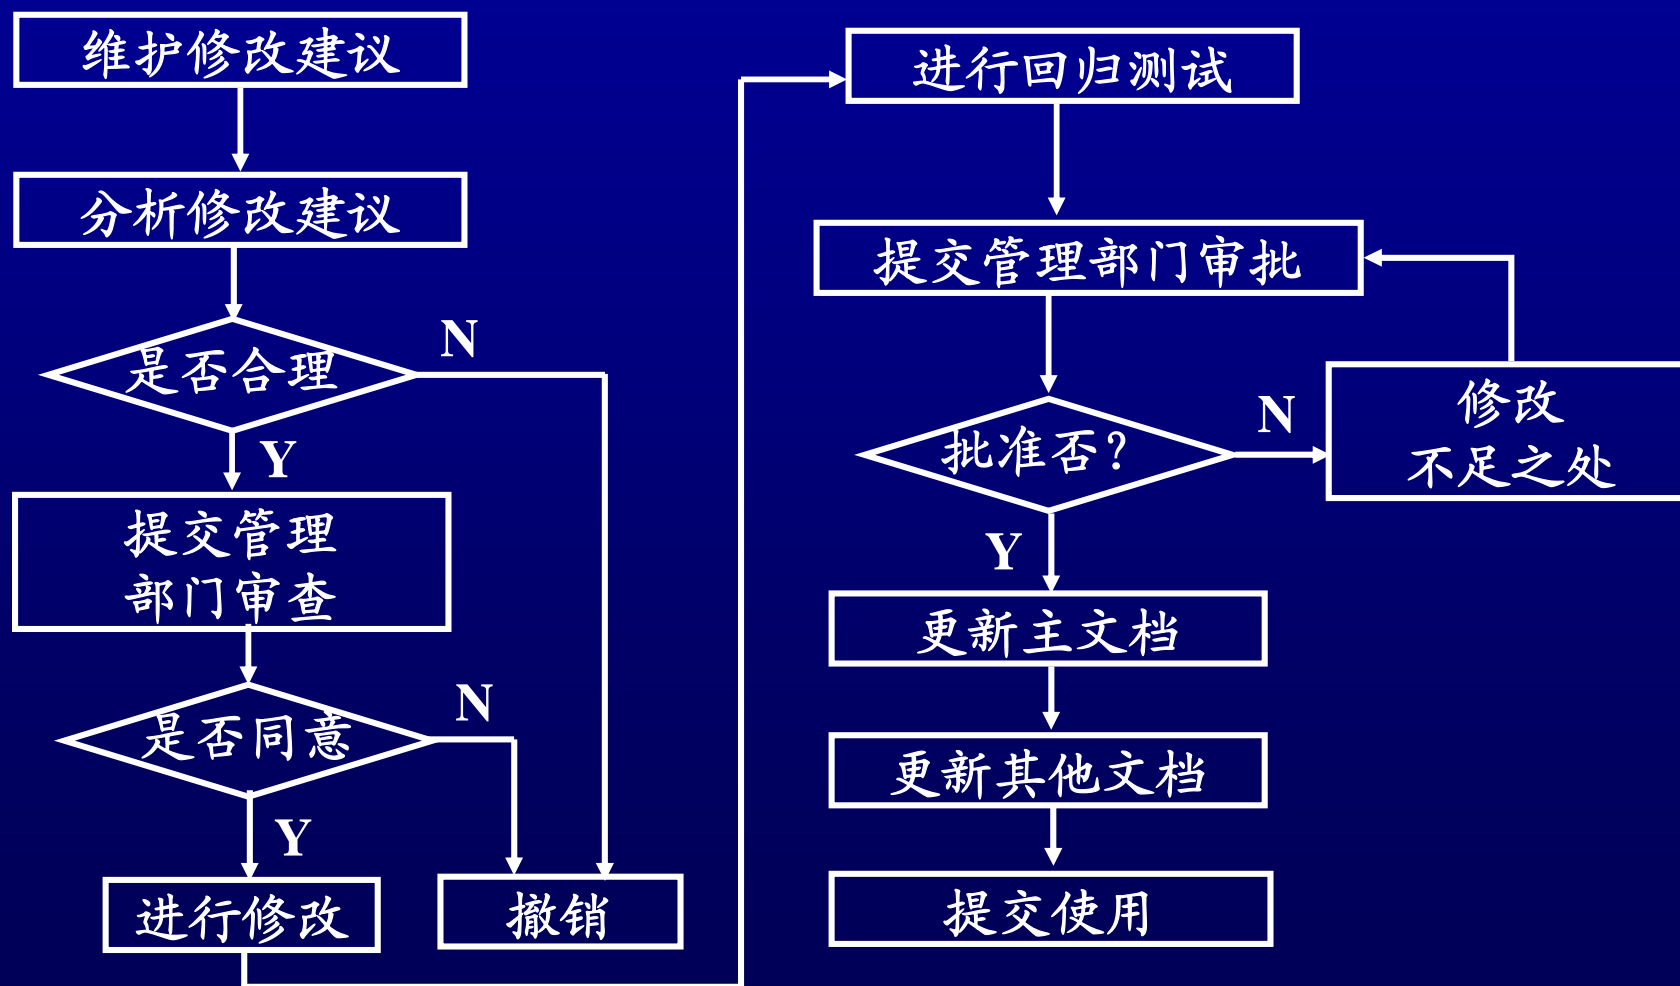 维护修改建议
分析修改建议
是否合理
N
Y
提交管理
部门审查
是否同意
N
Y
进行修改
撤销
进行回归测试
提交管理部门审批
批准否?
N
修改
不足之处
Y
更新主文档
更新其他文档
提交使用